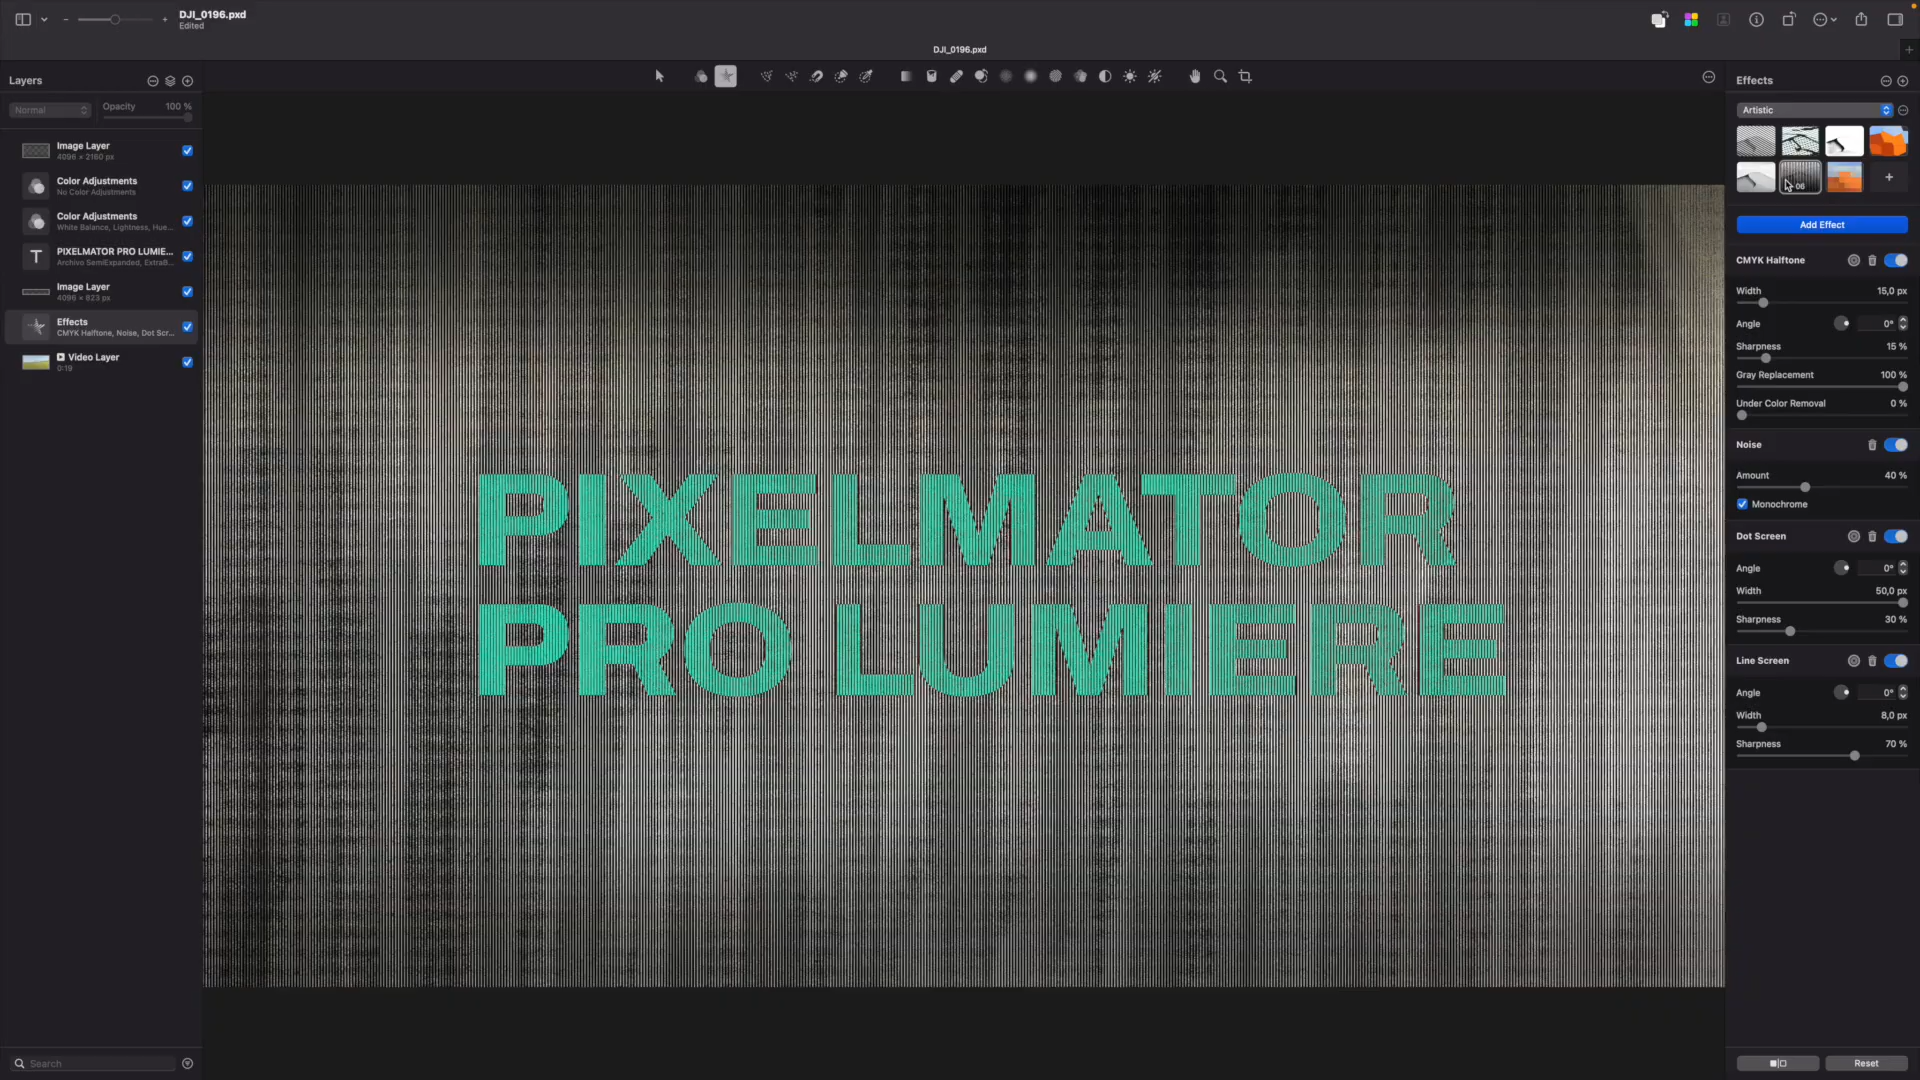 DJI_0196.pxd
Edited
DJI_0196.pxd
Layers
Normal
Opacity 100 %
Image Layer
4096 × 2160 px
Color Adjustments
No Color Adjustments
Color Adjustments
White Balance, Lightness, Hue...
PIXELMATOR PRO LUMIE...
Archivo SemiExpanded, ExtraB...
Image Layer
4096 × 823 px
Effects
CMYK Halftone, Noise, Dot Scr...
Video Layer
0:19
Search
PIXELMATOR
PRO LUMIERE
Effects
Artistic
06
Add Effect
CMYK Halftone
Width 15,0 px
Angle 0°
Sharpness 15 %
Gray Replacement 100 %
Under Color Removal 0 %
Noise
Amount 40 %
Monochrome
Dot Screen
Angle 0°
Width 50,0 px
Sharpness 30 %
Line Screen
Angle 0°
Width 8,0 px
Sharpness 70 %
Reset